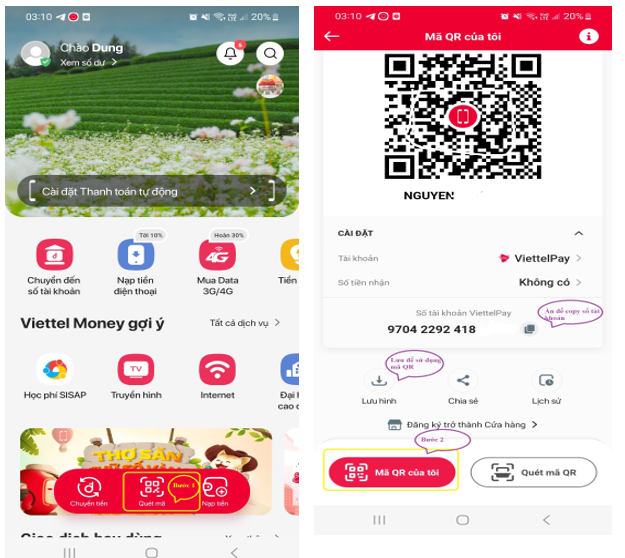 03:10
20%
Chào Dung
Xem số dư >
6
Cài đặt Thanh toán tự động >
Tới 10%
Hoàn 30%
4G
Chuyển đến
số tài khoản
Nạp tiền
điện thoại
Mua Data
3G/4G
Tiền
Viettel Money gợi ý
Tất cả dịch vụ >
TV
Học phí SISAP
Truyền hình
Internet
Đại
cao
THỢ SĂN
Chuyển tiền
Quét mã
Bước 1
Nạp tiền
03:10
20%
Mã QR của tôi
NGUYEN
CÀI ĐẶT
Tài khoản
ViettelPay >
Số tiền nhận
Không có >
Số tài khoản ViettelPay
9704 2292 418
Ấn để copy số tài
khoản
Lưu để sử dụng
mã QR
Lưu hình
Chia sẻ
Lịch sử
Đăng ký trở thành Cửa hàng >
Bước 2
Mã QR của tôi
Quét mã QR